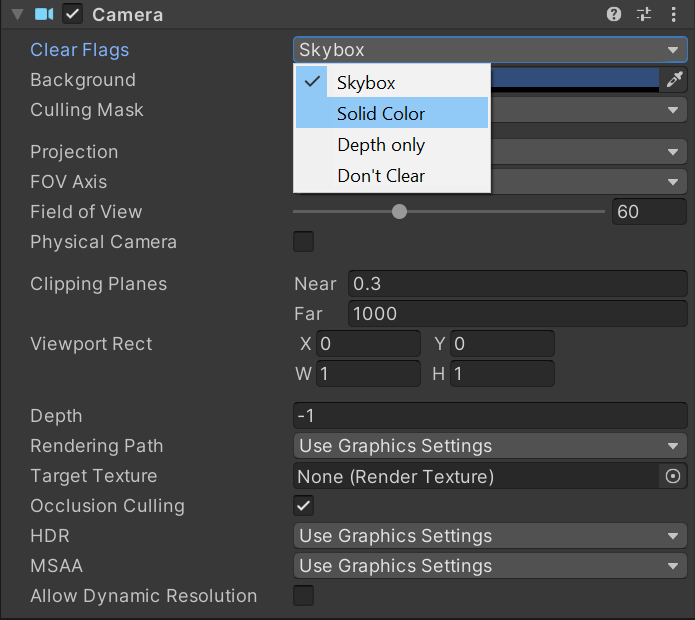 Camera
Clear Flags Skybox
Background Skybox
Culling Mask Solid Color
Projection Depth only
FOV Axis Don't Clear
Field of View 60
Physical Camera
Clipping Planes Near 0.3
Far 1000
Viewport Rect X 0 Y 0
W 1 H 1
Depth -1
Rendering Path Use Graphics Settings
Target Texture None (Render Texture)
Occlusion Culling
HDR Use Graphics Settings
MSAA Use Graphics Settings
Allow Dynamic Resolution